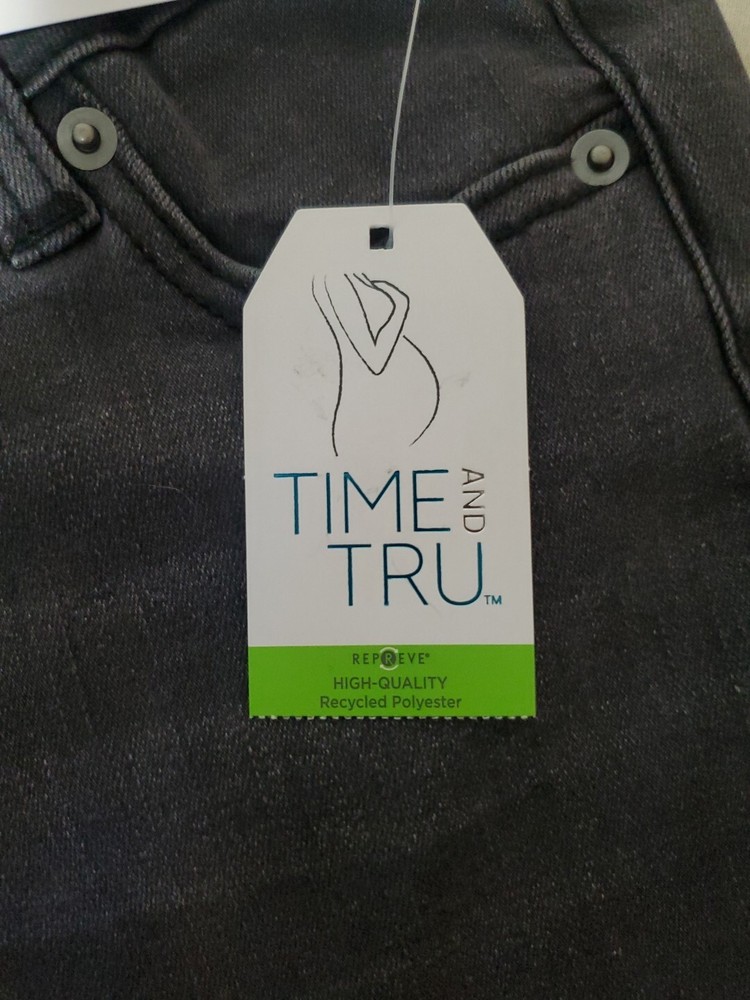 TIME AND
TRU™
REPREVE®
HIGH-QUALITY
Recycled Polyester